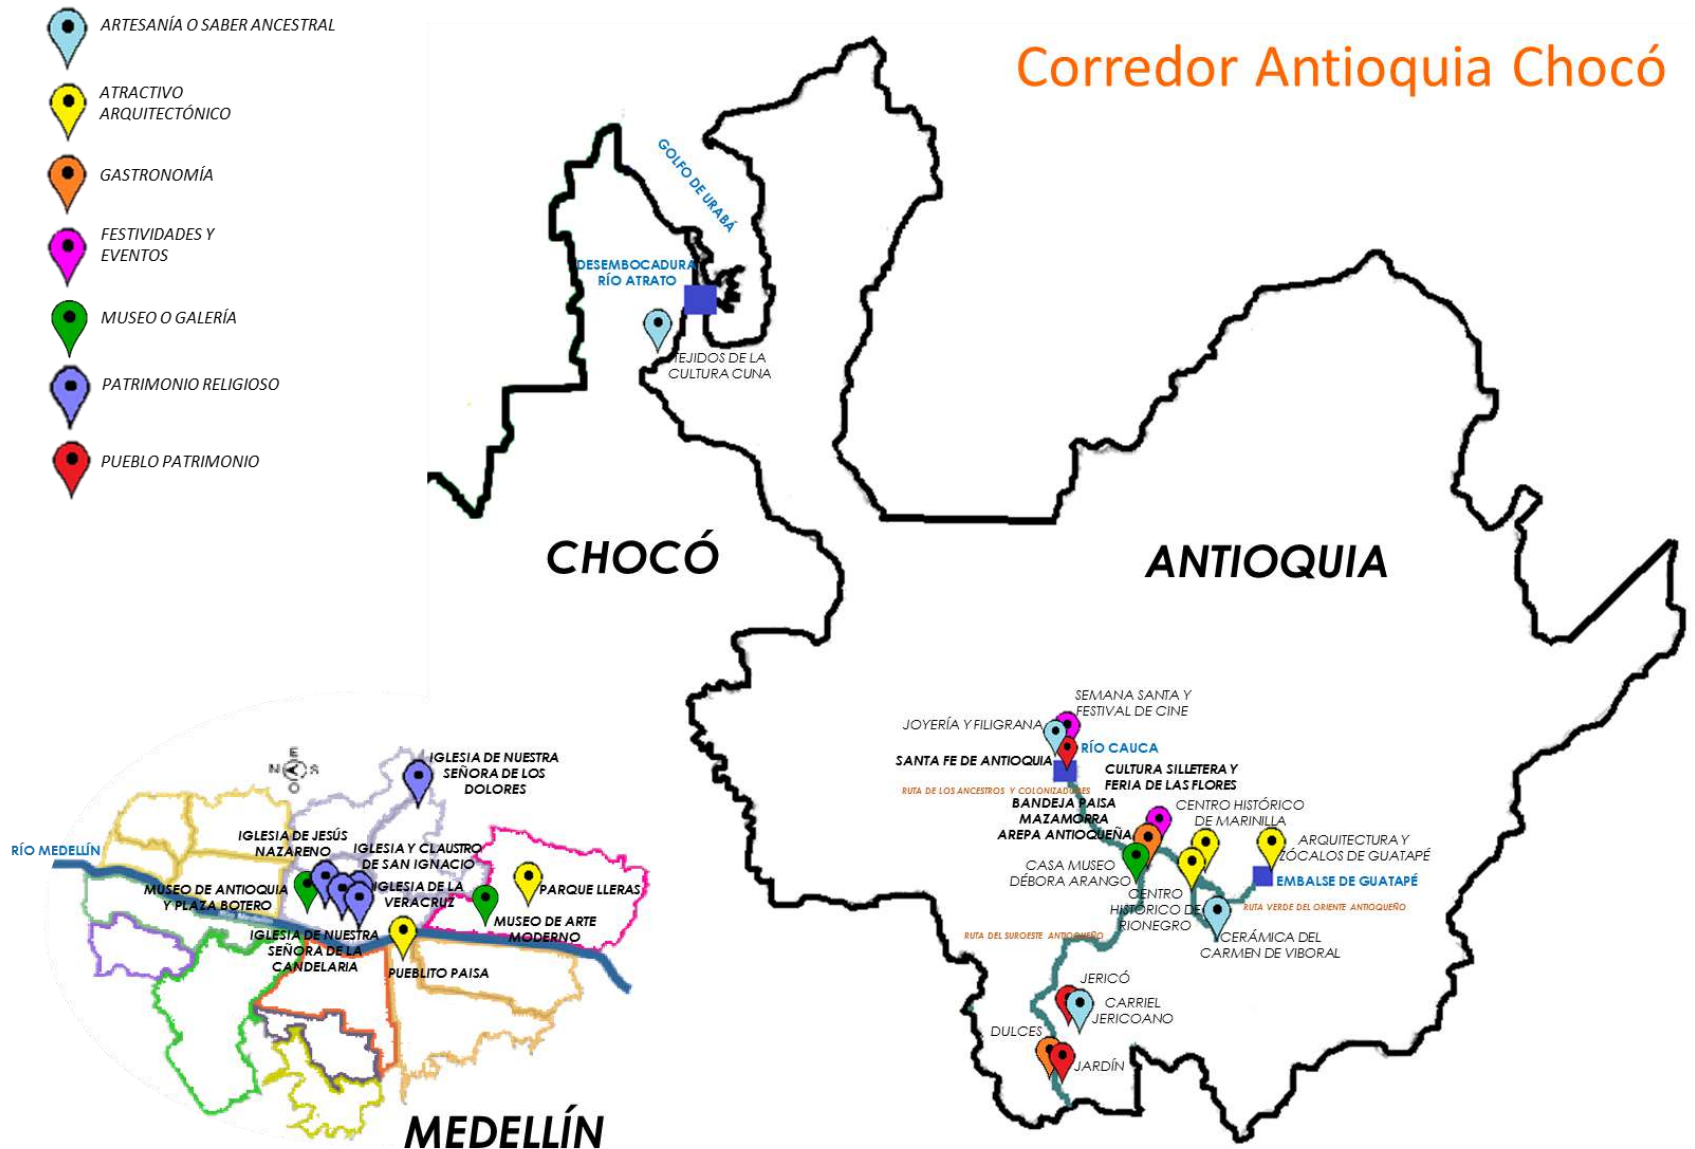 ARTESANÍA O SABER ANCESTRAL
ATRACTIVO
ARQUITECTÓNICO
GASTRONOMÍA
FESTIVIDADES Y
EVENTOS
MUSEO O GALERÍA
PATRIMONIO RELIGIOSO
PUEBLO PATRIMONIO
Corredor Antioquia Chocó
GOLFO DE URABÁ
DESEMBOCADURA
RÍO ATRATO
TEJIDOS DE LA
CULTURA CUNA
CHOCÓ
ANTIOQUIA
SEMANA SANTA Y
FESTIVAL DE CINE
JOYERÍA Y FILIGRANA
RÍO CAUCA
SANTA FE DE ANTIOQUIA
CULTURA SILLETERA Y
FERIA DE LAS FLORES
RUTA DE LOS ANCESTROS Y COLONIZADORES
BANDEJA PAISA
MAZAMORRA
AREPA ANTIOQUEÑA
CENTRO HISTÓRICO
DE MARINILLA
ARQUITECTURA Y
ZÓCALOS DE GUATAPÉ
CASA MUSEO
DÉBORA ARANGO
EMBALSE DE GUATAPÉ
CENTRO
HISTÓRICO DE
RIONEGRO
RUTA VERDE DEL ORIENTE ANTIOQUEÑO
RUTA DEL SUROESTE ANTIOQUEÑO
CERÁMICA DEL
CARMEN DE VIBORAL
JERICÓ
CARRIEL
JERICOANO
DULCES
JARDÍN
E
N S
O
IGLESIA DE NUESTRA
SEÑORA DE LOS
DOLORES
IGLESIA DE JESÚS
NAZARENO
IGLESIA Y CLAUSTRO
DE SAN IGNACIO
RÍO MEDELLÍN
MUSEO DE ANTIOQUIA
Y PLAZA BOTERO
IGLESIA DE LA
VERACRUZ
PARQUE LLERAS
MUSEO DE ARTE
MODERNO
IGLESIA DE NUESTRA
SEÑORA DE LA
CANDELARIA
PUEBLITO PAISA
MEDELLÍN